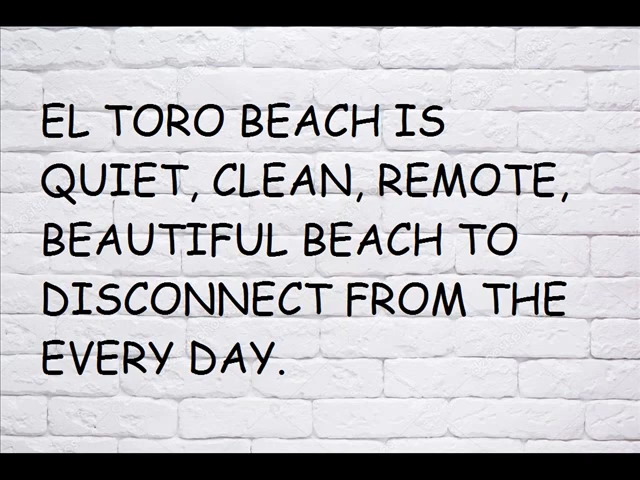 EL TORO BEACH IS
QUIET, CLEAN, REMOTE,
BEAUTIFUL BEACH TO
DISCONNECT FROM THE
EVERY DAY.